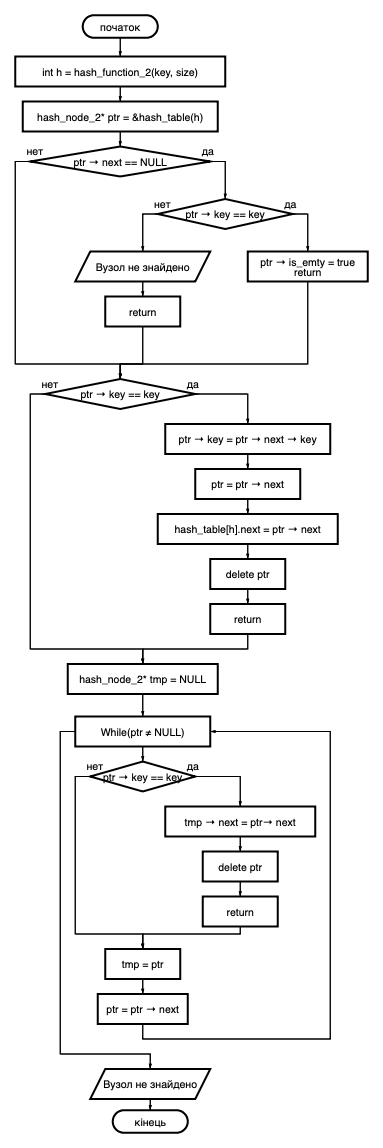 початок
int h = hash_function_2(key, size)
hash_node_2* ptr = &hash_table(h)
нет
ptr → next == NULL
да
нет
ptr → key == key
да
Вузол не знайдено
ptr → is_emty = true
return
return
нет
ptr → key == key
да
ptr → key = ptr → next → key
ptr = ptr → next
hash_table[h].next = ptr → next
delete ptr
return
hash_node_2* tmp = NULL
While(ptr ≠ NULL)
нет
ptr → key == key
да
tmp → next = ptr→ next
delete ptr
return
tmp = ptr
ptr = ptr → next
Вузол не знайдено
кінець